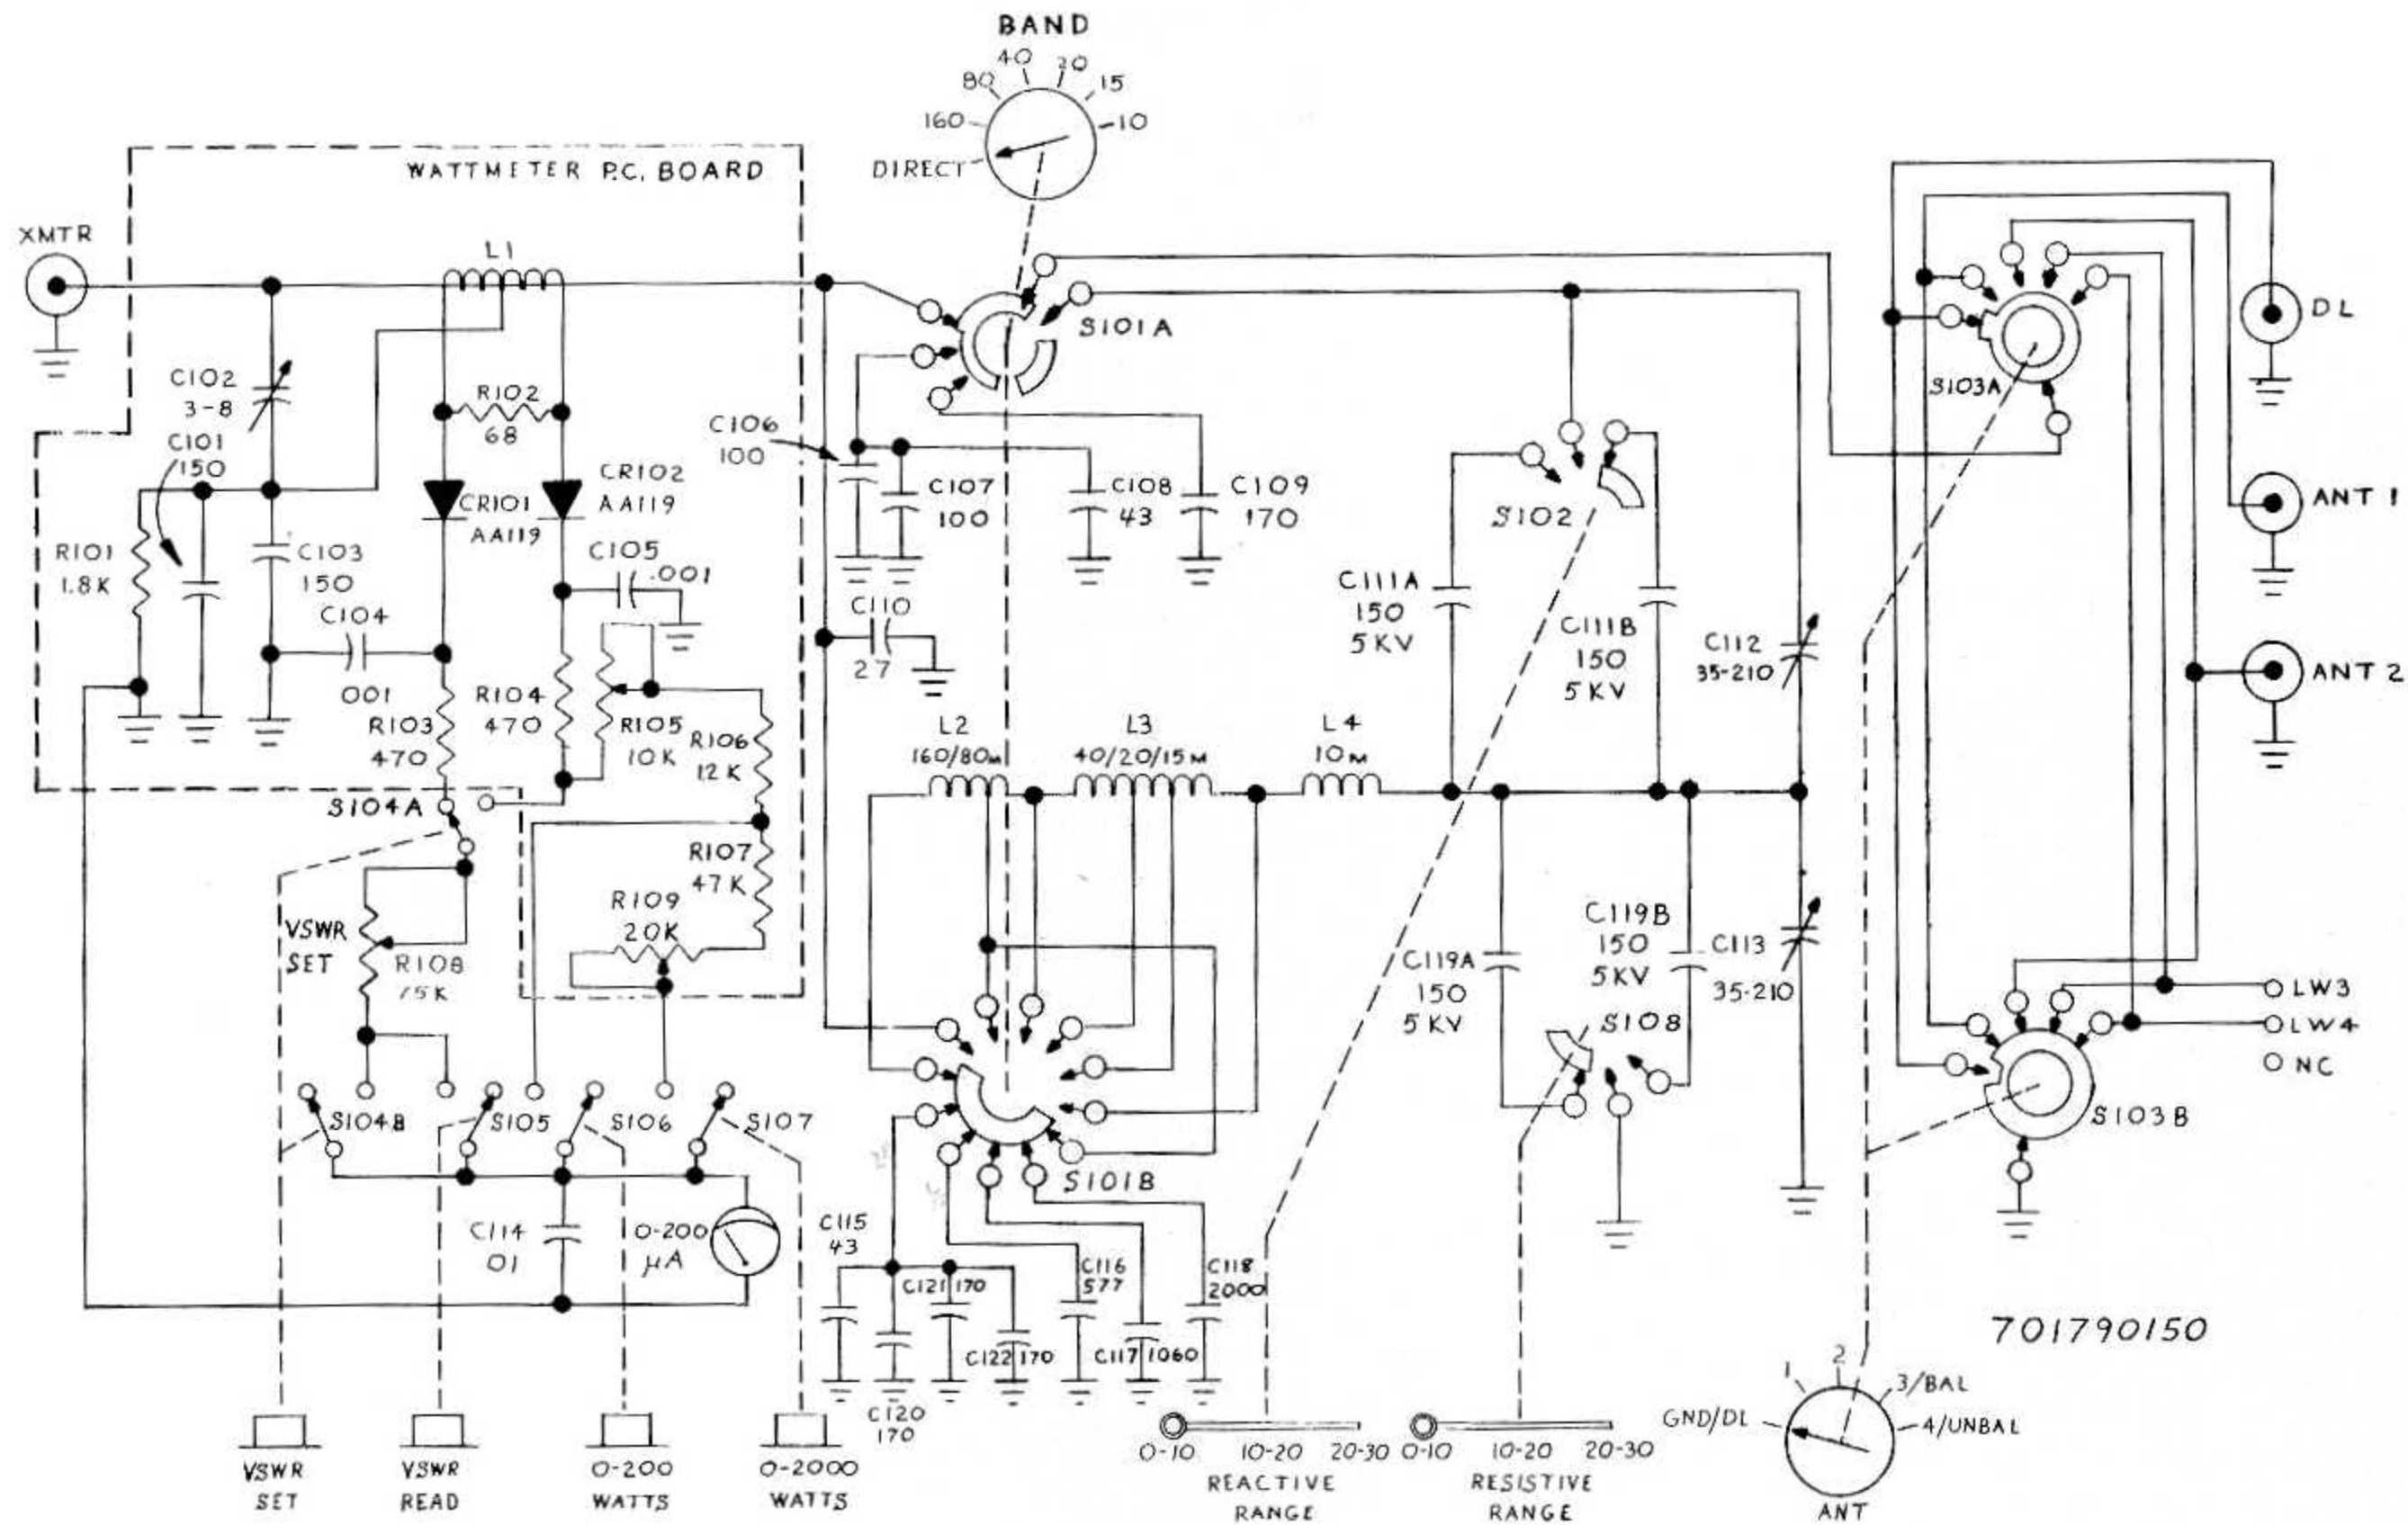 BAND
40
20
80
15
160
10
DIRECT
WATTMETER P.C. BOARD
XMTR
L1
S101A
DL
C102
3-8
R102
68
C101
150
C106
100
CR102
AA119
CR101
AA119
C107
100
C108
43
C109
170
S102
S103A
ANT 1
R101
1.8K
C103
150
C105
.001
C104
001
C110
27
C111A
150
5KV
C111B
150
5KV
C112
35-210
ANT 2
R103
470
R104
470
R105
10K
R106
12K
L2
160/80M
L3
40/20/15M
L4
10M
S104A
R107
47K
R109
20K
VSWR
SET
R108
C119A
150
5KV
C119B
150
5KV
C113
35-210
S108
LW3
LW4
NC
S104B
S105
S106
S107
S101B
S103B
C114
01
0-200
μA
C115
43
C121 170
C116
577
C118
2000
C122 170
C117 1060
C120
170
701790150
VSWR
SET
VSWR
READ
0-200
WATTS
0-2000
WATTS
0-10 10-20 20-30
REACTIVE
RANGE
0-10 10-20 20-30
RESISTIVE
RANGE
1
2
3/BAL
GND/DL
4/UNBAL
ANT